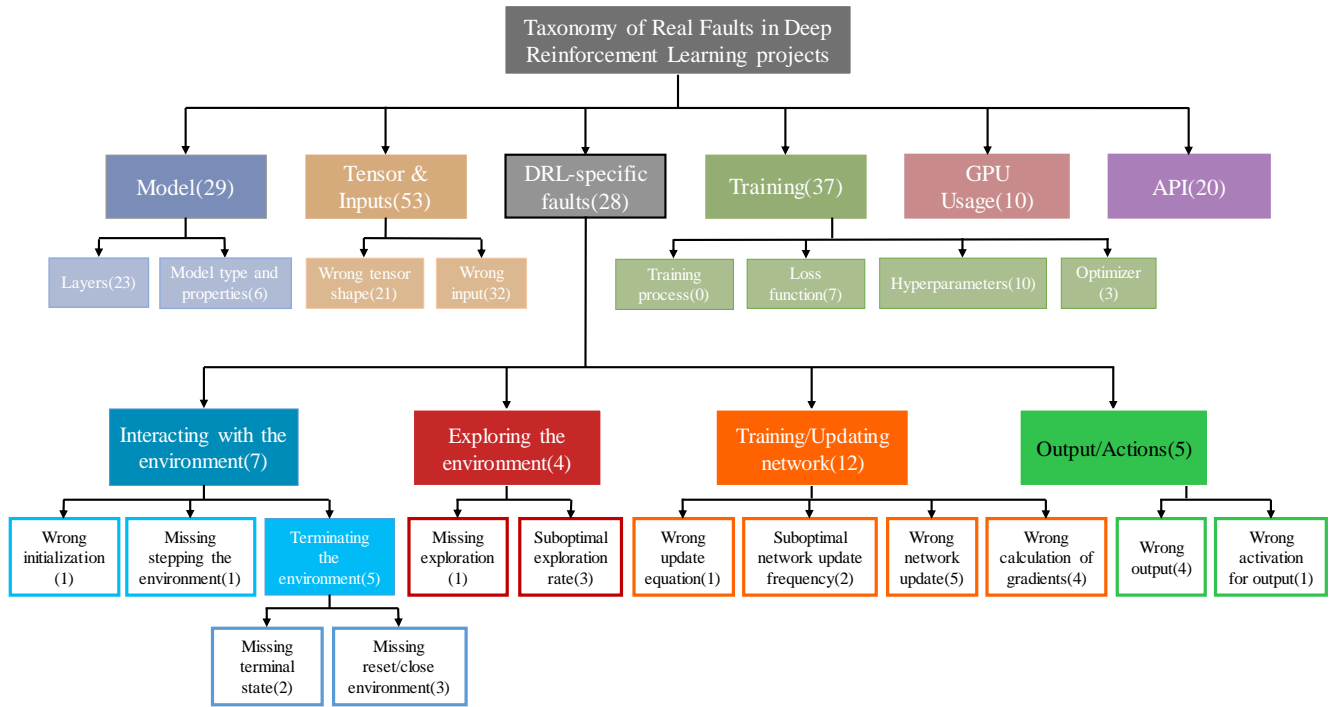 Taxonomy of Real Faults in Deep
Reinforcement Learning projects
Model(29)
Tensor &
Inputs(53)
DRL-specific
faults(28)
Training(37)
GPU
Usage(10)
API(20)
Layers(23)
Model type and
properties(6)
Wrong tensor
shape(21)
Wrong
input(32)
Training
process(0)
Loss
function(7)
Hyperparameters(10)
Optimizer
(3)
Interacting with the
environment(7)
Exploring the
environment(4)
Training/Updating
network(12)
Output/Actions(5)
Wrong
initialization
(1)
Missing
stepping the
environment(1)
Terminating
the
environment(5)
Missing
exploration
(1)
Suboptimal
exploration
rate(3)
Wrong
update
equation(1)
Suboptimal
network update
frequency(2)
Wrong
network
update(5)
Wrong
calculation of
gradients(4)
Wrong
output(4)
Wrong
activation
for output(1)
Missing
terminal
state(2)
Missing
reset/close
environment(3)